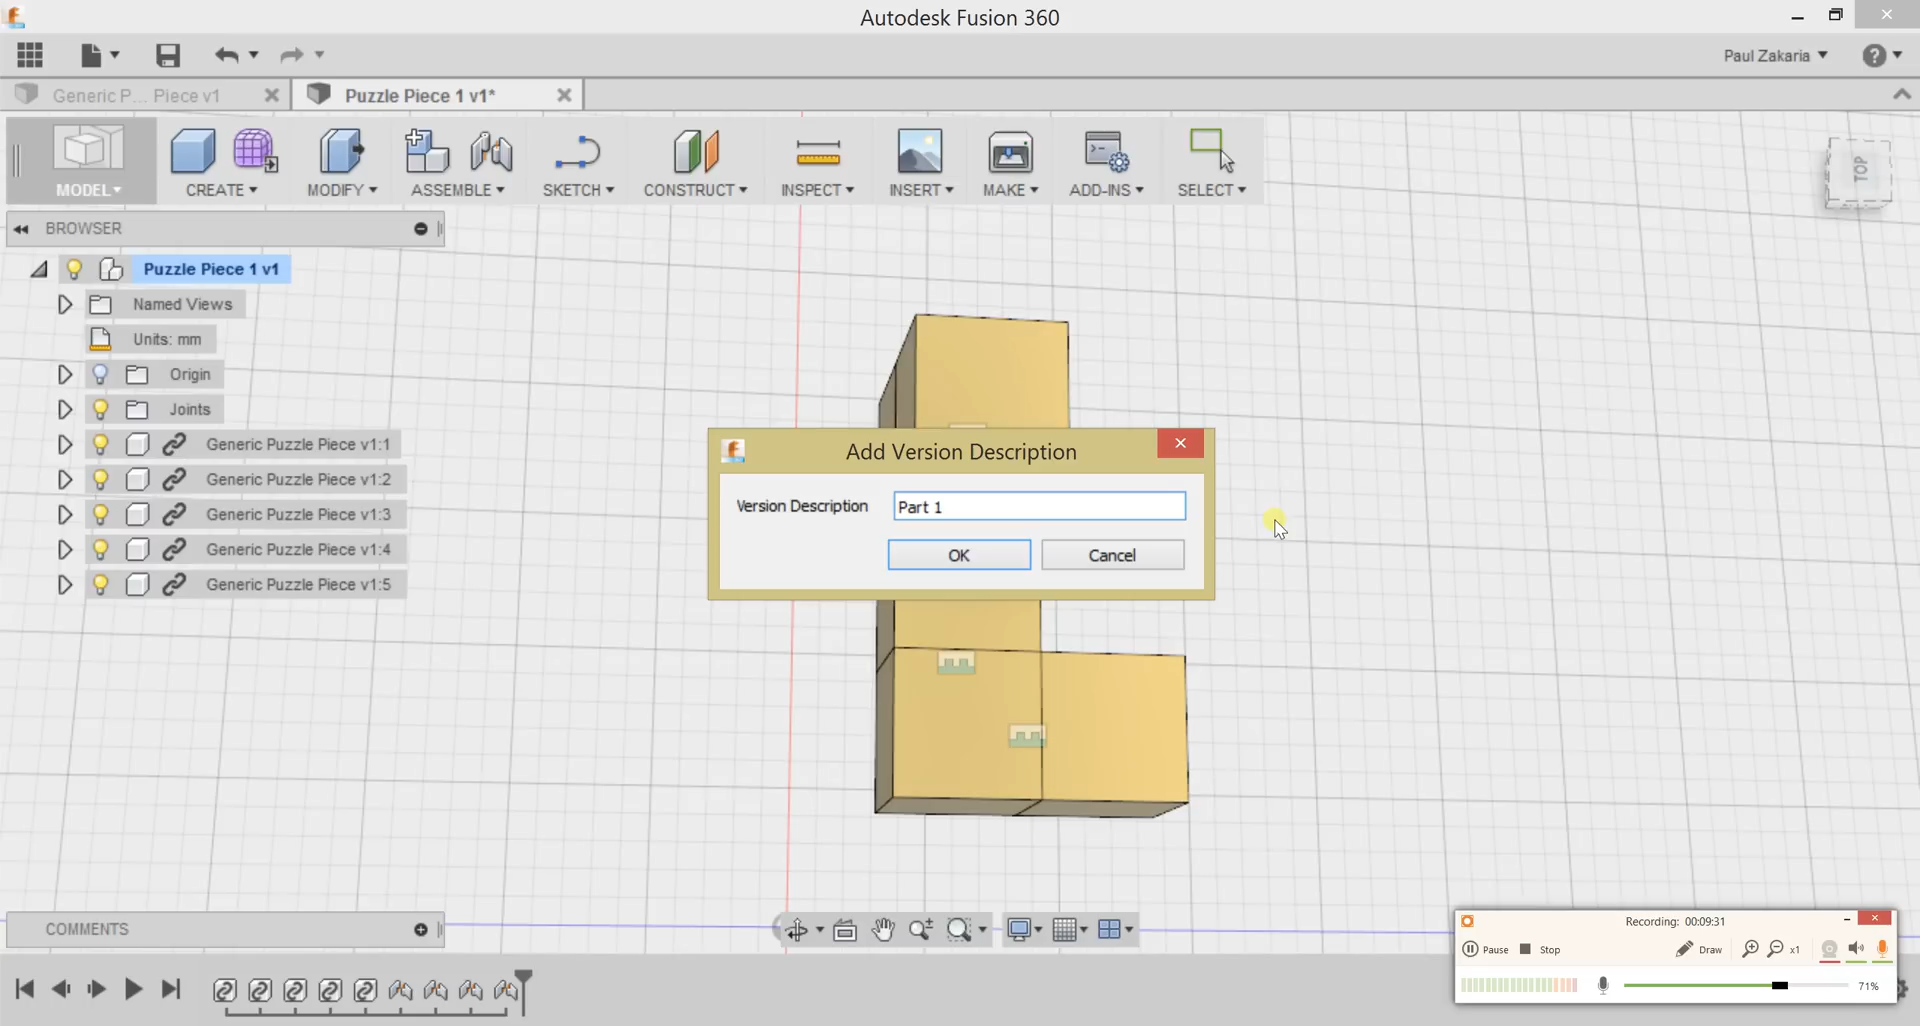 Autodesk Fusion 360
Paul Zakaria
Generic P... Piece v1
Puzzle Piece 1 v1*
MODEL
CREATE
MODIFY
ASSEMBLE
SKETCH
CONSTRUCT
INSPECT
INSERT
MAKE
ADD-INS
SELECT
TOP
BROWSER
Puzzle Piece 1 v1
Named Views
Units: mm
Origin
Joints
Generic Puzzle Piece v1:1
Generic Puzzle Piece v1:2
Generic Puzzle Piece v1:3
Generic Puzzle Piece v1:4
Generic Puzzle Piece v1:5
Add Version Description
Version Description
Part 1
OK
Cancel
COMMENTS
Recording: 00:09:31
Pause
Stop
Draw
x1
71%